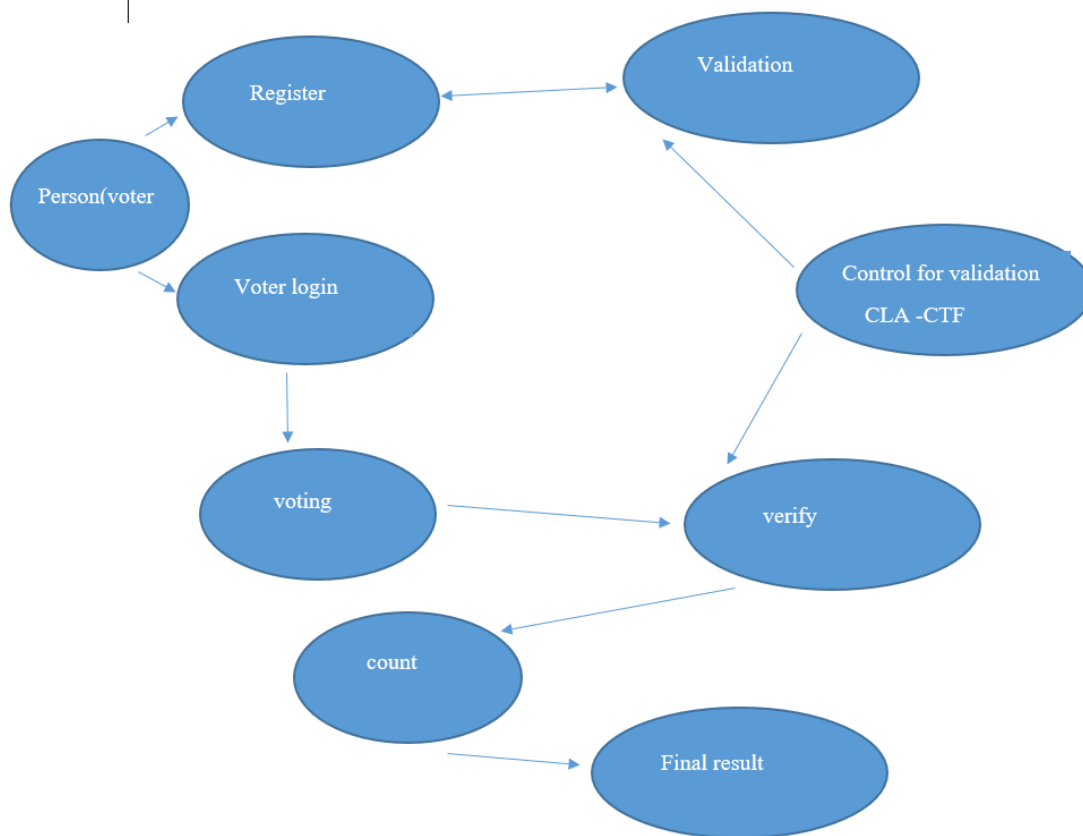 Register
Validation
Person(voter
Voter login
Control for validation
CLA -CTF
voting
verify
count
Final result